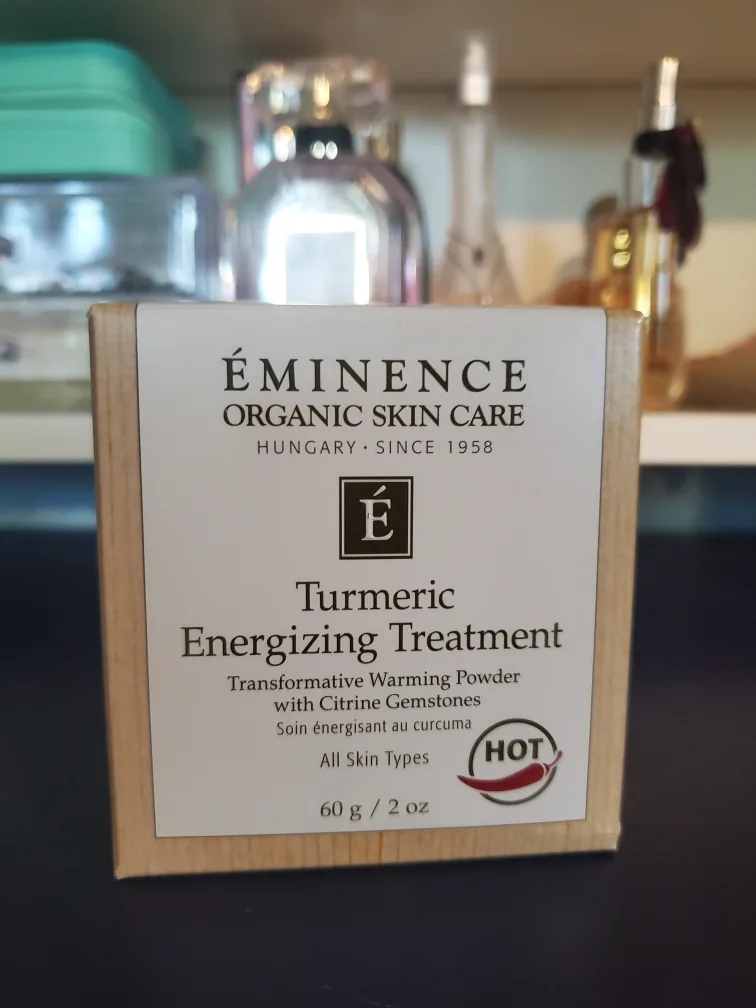 ÉMINENCE
ORGANIC SKIN CARE
HUNGARY · SINCE 1958
É
Turmeric
Energizing Treatment
Transformative Warming Powder
with Citrine Gemstones
Soin énergisant au curcuma
All Skin Types
HOT
60 g / 2 oz